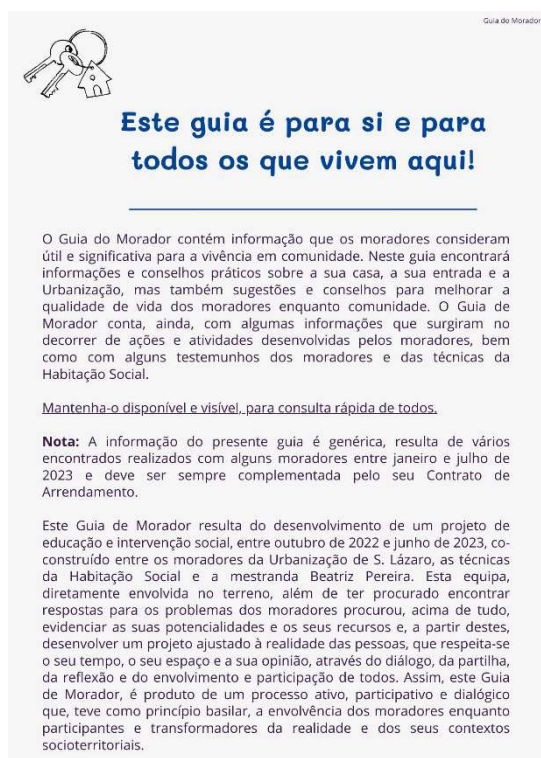 Guia do Morador
Este guia é para si e para
todos os que vivem aqui!
O Guia do Morador contém informação que os moradores consideram
útil e significativa para a vivência em comunidade. Neste guia encontrará
informações e conselhos práticos sobre a sua casa, a sua entrada e a
Urbanização, mas também sugestões e conselhos para melhorar a
qualidade de vida dos moradores enquanto comunidade. O Guia de
Morador conta, ainda, com algumas informações que surgiram no
decorrer de ações e atividades desenvolvidas pelos moradores, bem
como com alguns testemunhos dos moradores e das técnicas da
Habitação Social.
Mantenha-o disponível e visível, para consulta rápida de todos.
Nota: A informação do presente guia é genérica, resulta de vários
encontrados realizados com alguns moradores entre janeiro e julho de
2023 e deve ser sempre complementada pelo seu Contrato de
Arrendamento.
Este Guia de Morador resulta do desenvolvimento de um projeto de
educação e intervenção social, entre outubro de 2022 e junho de 2023, co-
construído entre os moradores da Urbanização de S. Lázaro, as técnicas
da Habitação Social e a mestranda Beatriz Pereira. Esta equipa,
diretamente envolvida no terreno, além de ter procurado encontrar
respostas para os problemas dos moradores procurou, acima de tudo,
evidenciar as suas potencialidades e os seus recursos e, a partir destes,
desenvolver um projeto ajustado à realidade das pessoas, que respeita-se
o seu tempo, o seu espaço e a sua opinião, através do diálogo, da partilha,
da reflexão e do envolvimento e participação de todos. Assim, este Guia
de Morador, é produto de um processo ativo, participativo e dialógico
que, teve como princípio basilar, a envolvência dos moradores enquanto
participantes e transformadores da realidade e dos seus contextos
socioterritoriais.